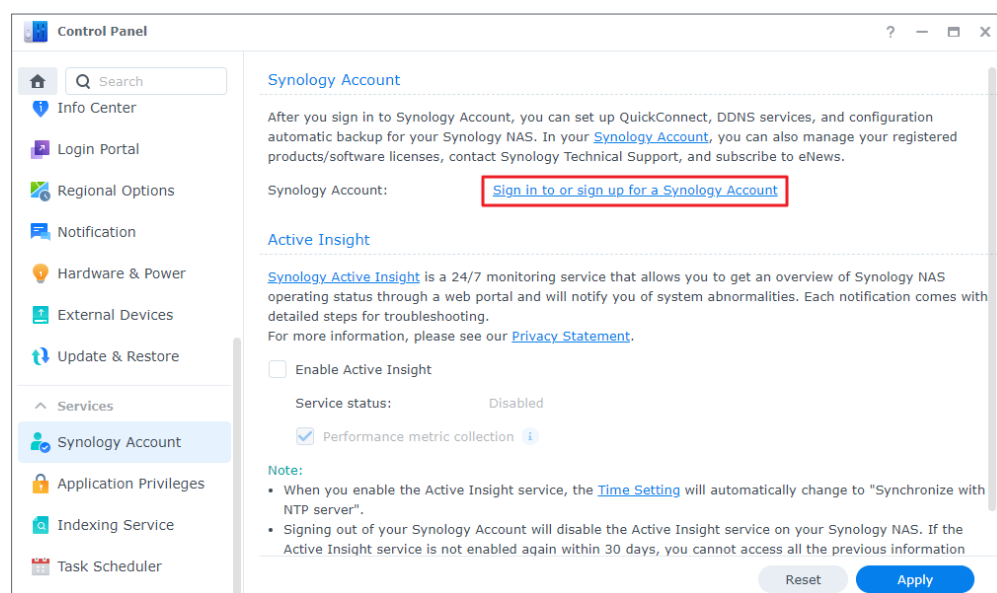 Control Panel
?
Search
Info Center
Login Portal
Regional Options
Notification
Hardware & Power
External Devices
Update & Restore
Services
Synology Account
Application Privileges
Indexing Service
Task Scheduler
Synology Account
After you sign in to Synology Account, you can set up QuickConnect, DDNS services, and configuration
automatic backup for your Synology NAS. In your Synology Account, you can also manage your registered
products/software licenses, contact Synology Technical Support, and subscribe to eNews.
Synology Account: Sign in to or sign up for a Synology Account
Active Insight
Synology Active Insight is a 24/7 monitoring service that allows you to get an overview of Synology NAS
operating status through a web portal and will notify you of system abnormalities. Each notification comes with
detailed steps for troubleshooting.
For more information, please see our Privacy Statement.
Enable Active Insight
Service status: Disabled
Performance metric collection i
Note:
• When you enable the Active Insight service, the Time Setting will automatically change to "Synchronize with
NTP server".
• Signing out of your Synology Account will disable the Active Insight service on your Synology NAS. If the
Active Insight service is not enabled again within 30 days, you cannot access all the previous information
Reset
Apply